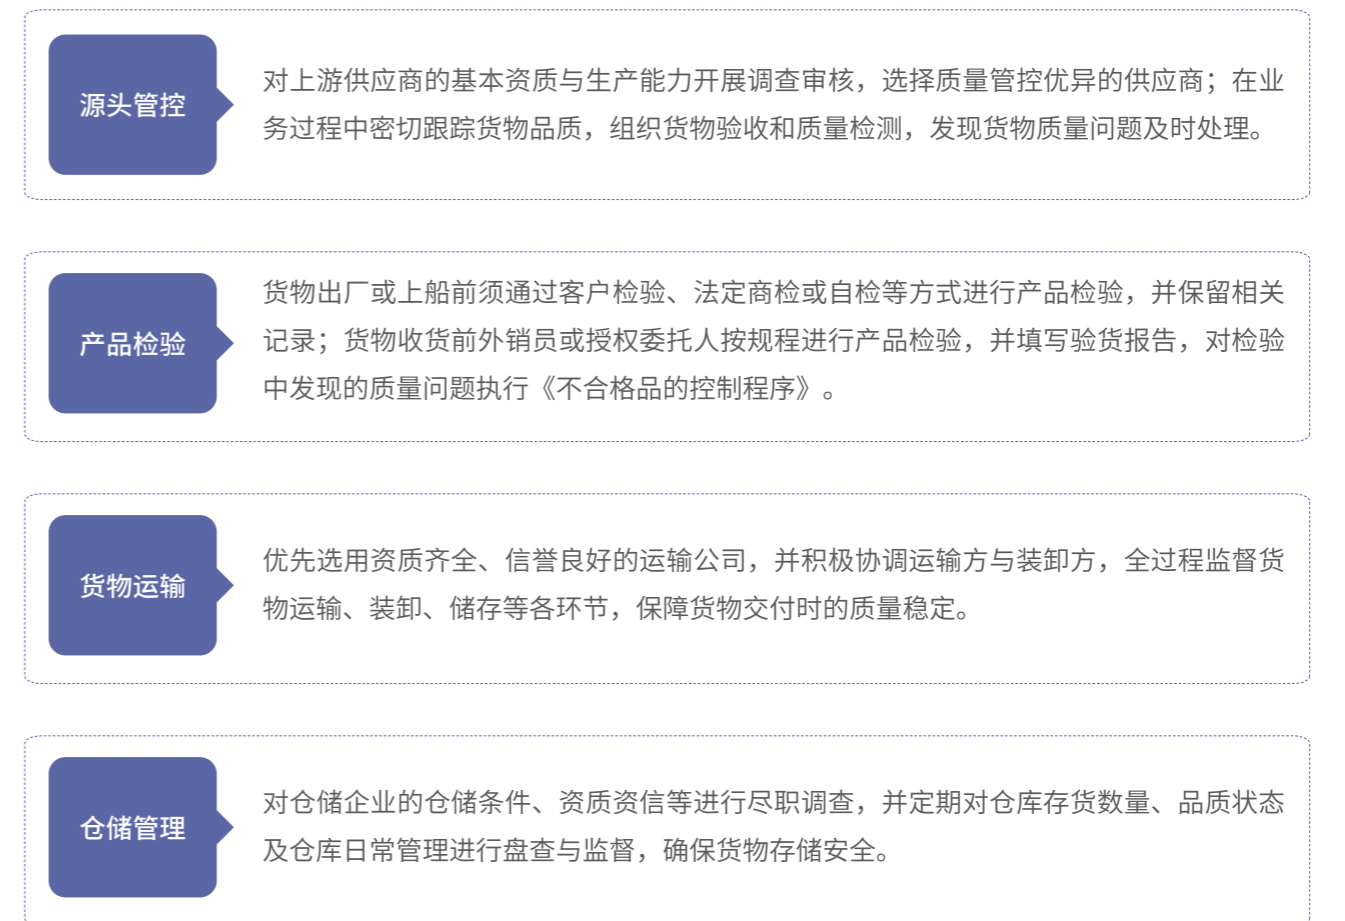 源头管控
对上游供应商的基本资质与生产能力开展调查审核，选择质量管控优异的供应商；在业
务过程中密切跟踪货物品质，组织货物验收和质量检测，发现货物质量问题及时处理。
产品检验
货物出厂或上船前须通过客户检验、法定商检或自检等方式进行产品检验，并保留相关
记录；货物收货前外销员或授权委托人按规程进行产品检验，并填写验货报告，对检验
中发现的质量问题执行《不合格品的控制程序》。
货物运输
优先选用资质齐全、信誉良好的运输公司，并积极协调运输方与装卸方，全过程监督货
物运输、装卸、储存等各环节，保障货物交付时的质量稳定。
仓储管理
对仓储企业的仓储条件、资质资信等进行尽职调查，并定期对仓库存货数量、品质状态
及仓库日常管理进行盘查与监督，确保货物存储安全。